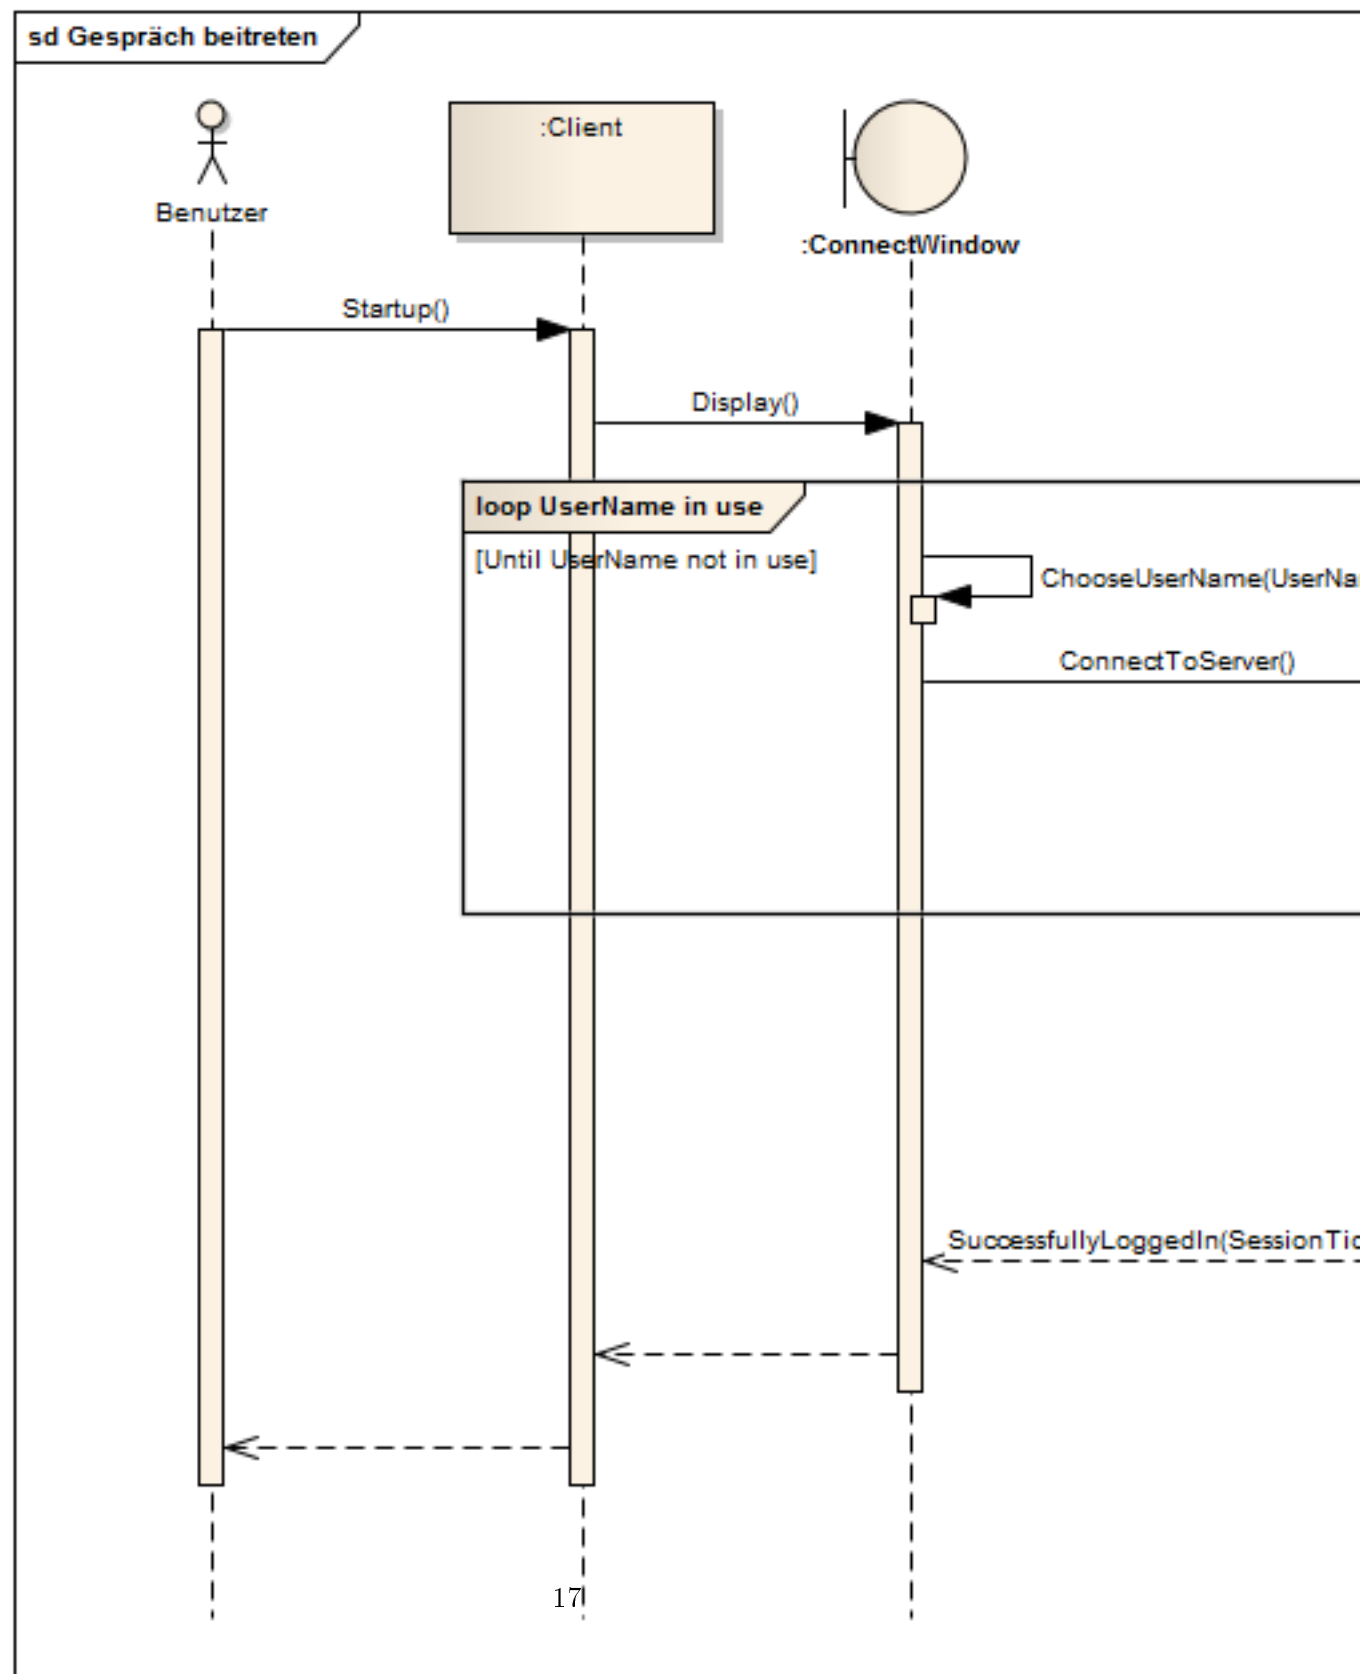 sd Gespräch beitreten
:Client
Benutzer
:ConnectWindow
Startup()
Display()
loop UserName in use
[Until UserName not in use]
ChooseUserName(UserNa
ConnectToServer()
SuccessfullyLoggedIn(SessionTic
17